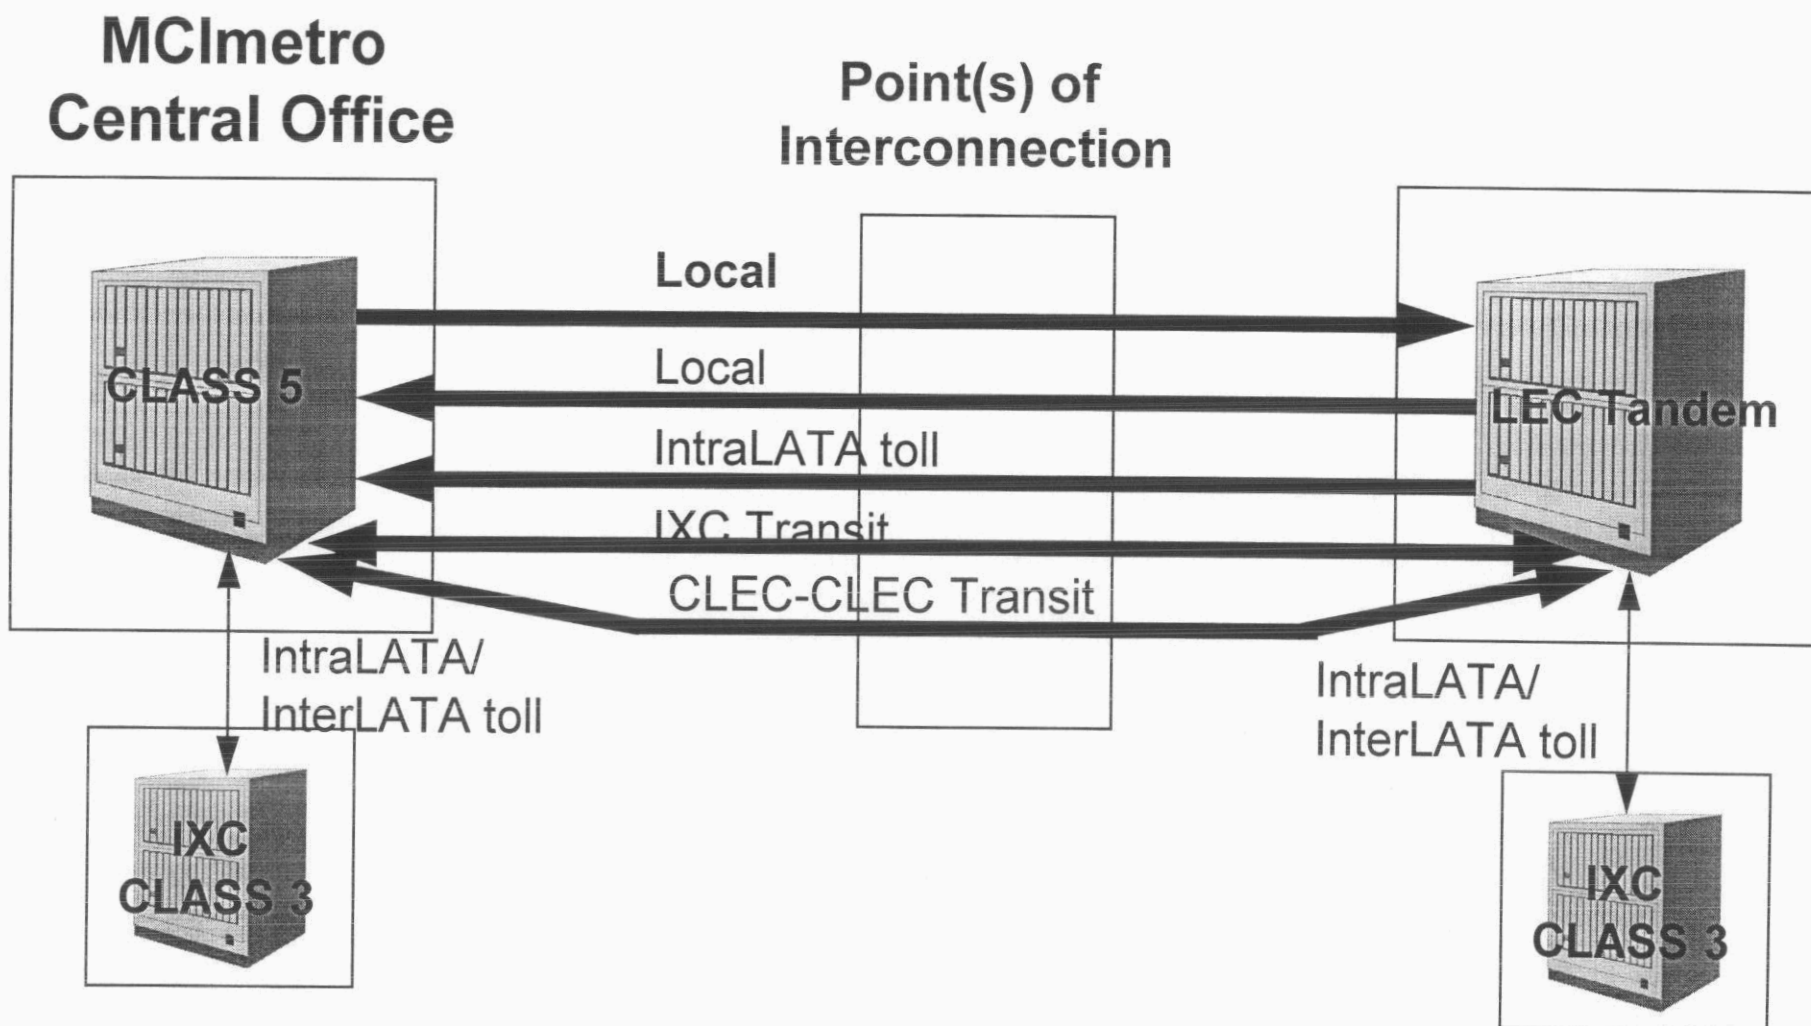 MCImetro
Central Office
Point(s) of
Interconnection
Local
CLASS 5
Local
LEC Tandem
IntraLATA toll
IXC Transit
CLEC-CLEC Transit
IntraLATA/
InterLATA toll
IntraLATA/
InterLATA toll
IXC
CLASS 3
IXC
CLASS 3